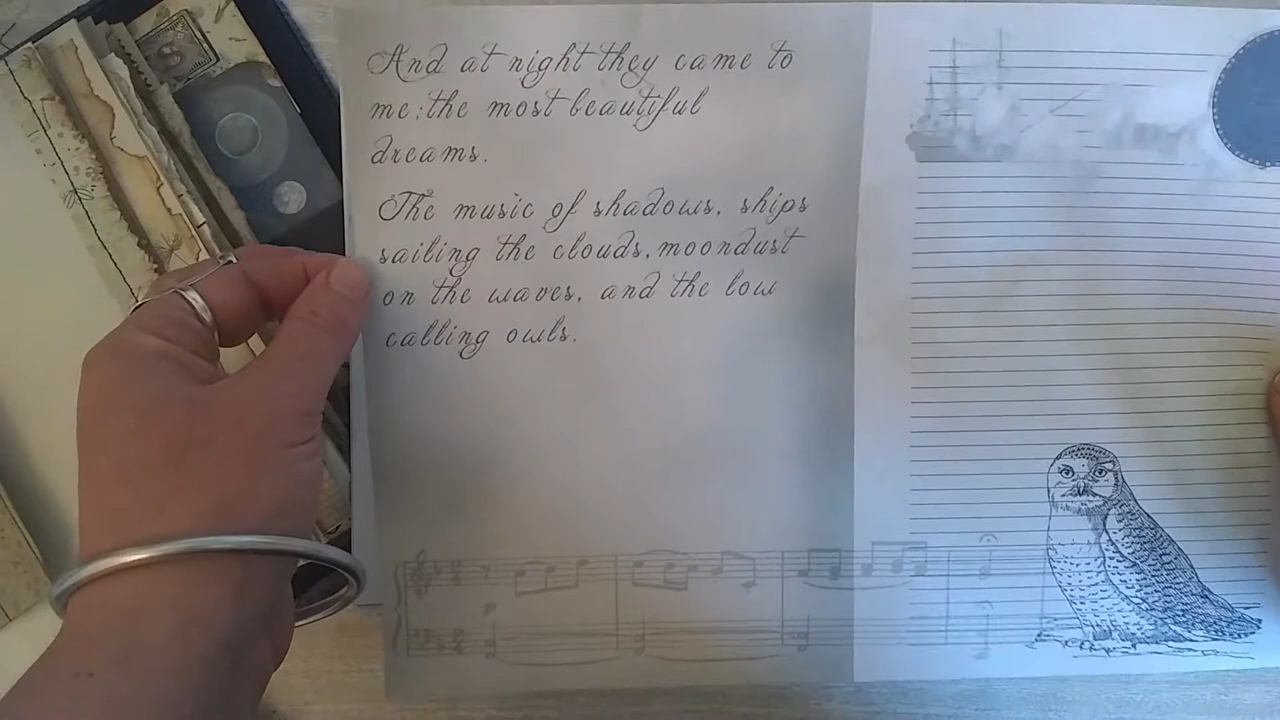 And at night they came to
me: the most beautiful
dreams.
The music of shadows, ships
sailing the clouds, moondust
on the waves, and the low
calling owls.
p